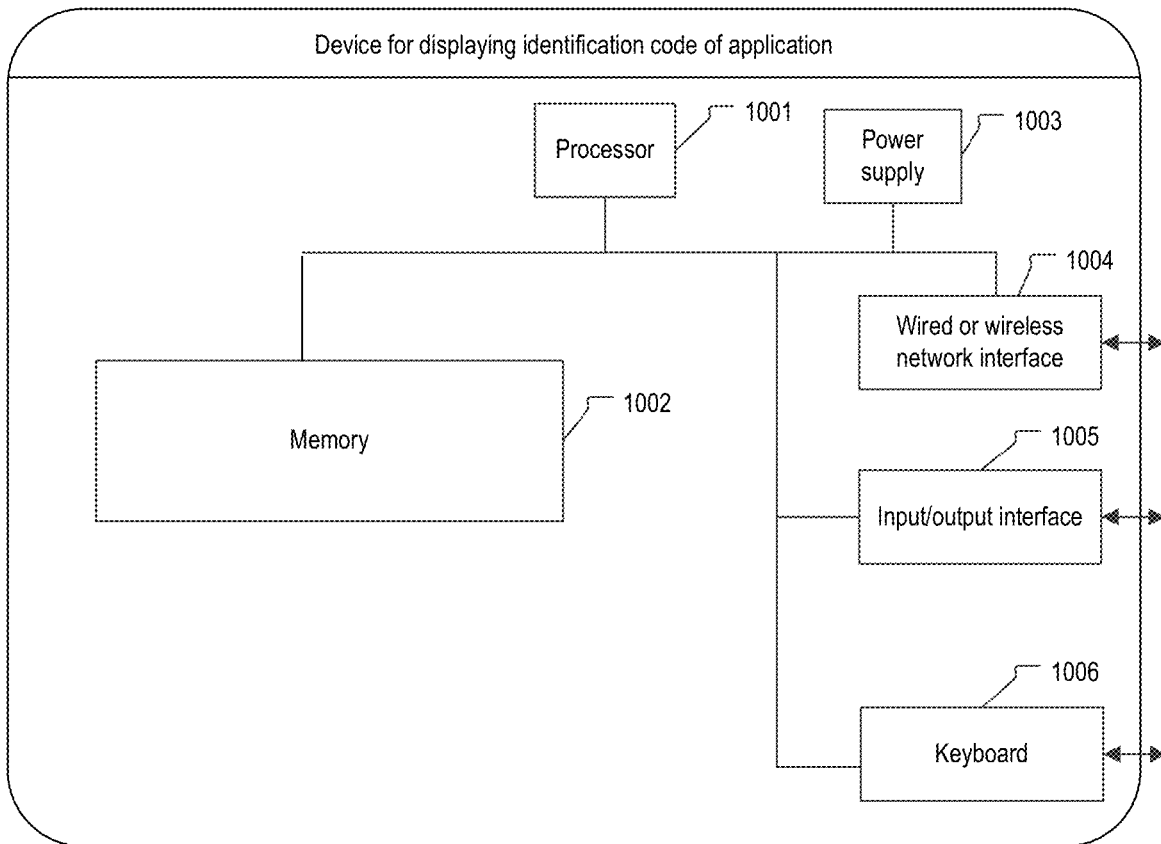 Device for displaying identification code of application
1001
Processor
1003
Power
supply
1004
Wired or wireless
network interface
1002
Memory
1005
Input/output interface
1006
Keyboard